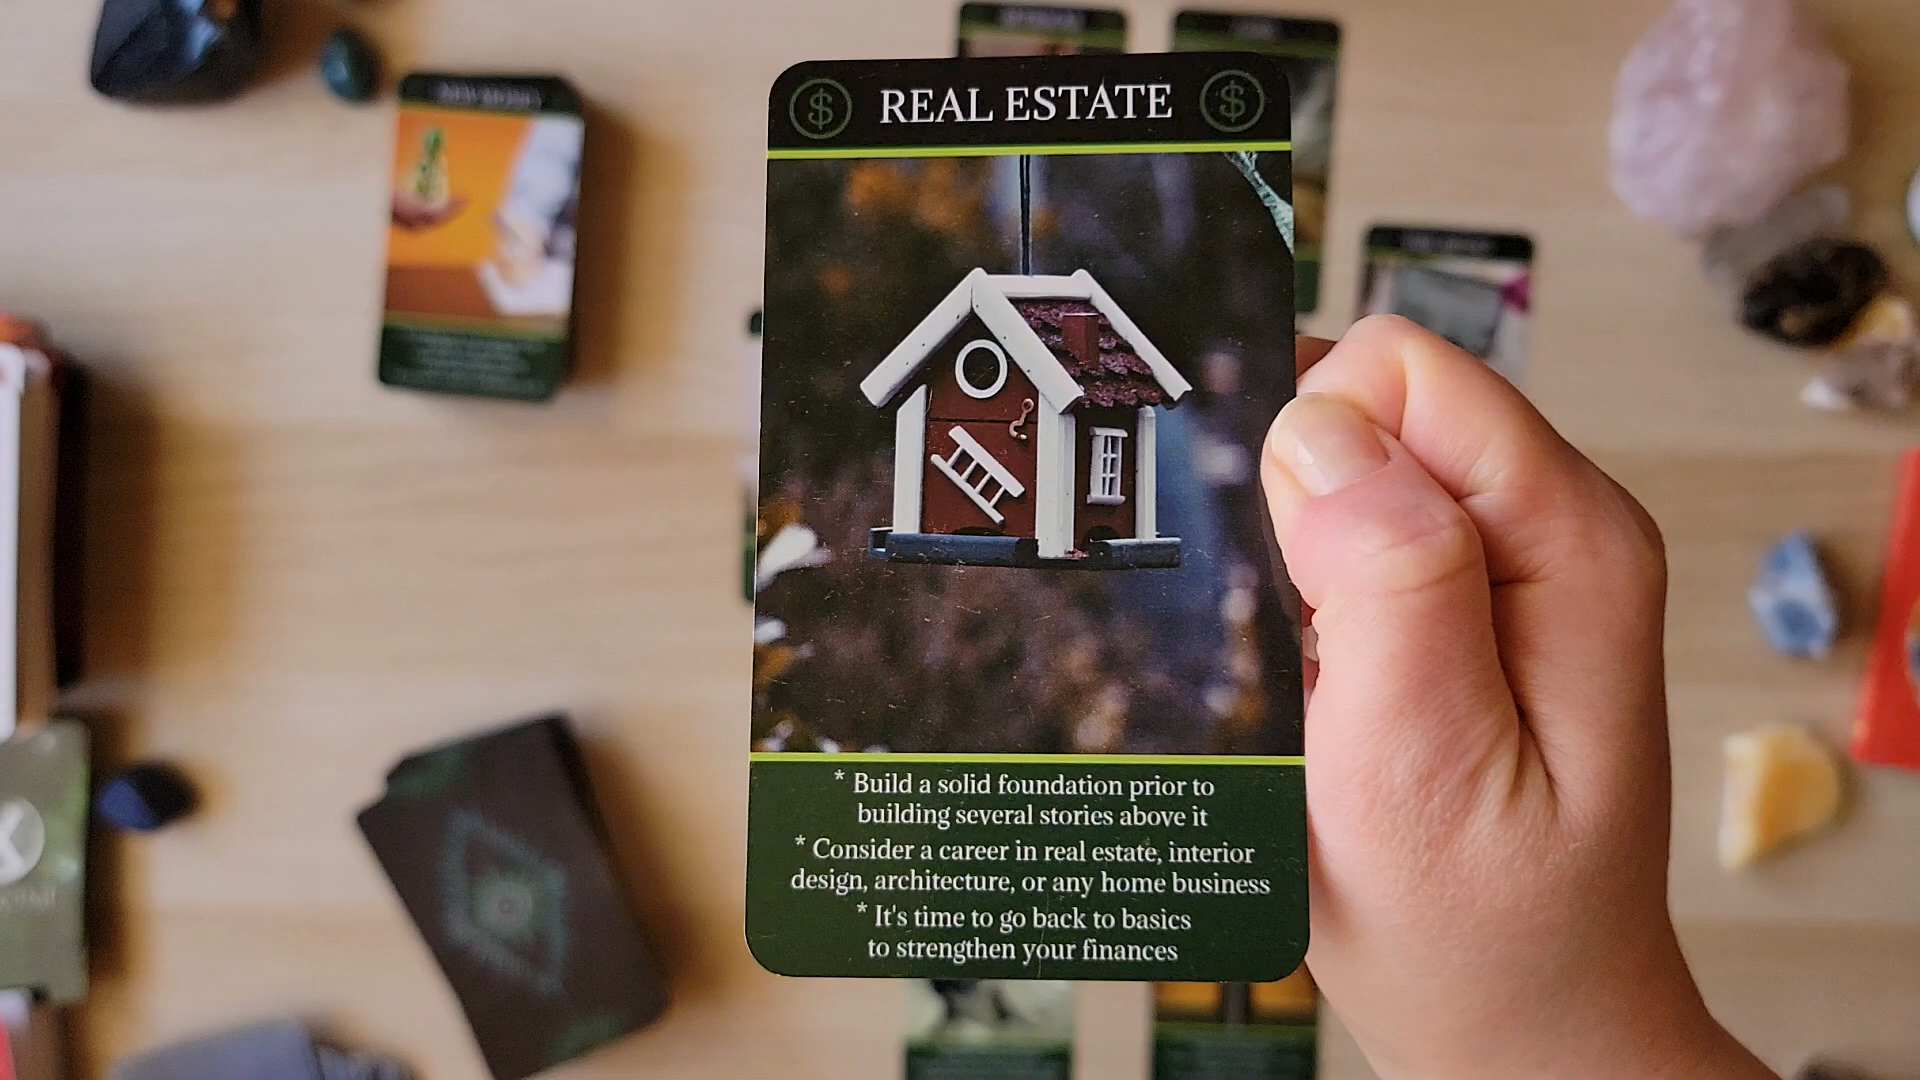 $ REAL ESTATE $
* Build a solid foundation prior to
building several stories above it
* Consider a career in real estate, interior
design, architecture, or any home business
* It's time to go back to basics
to strengthen your finances